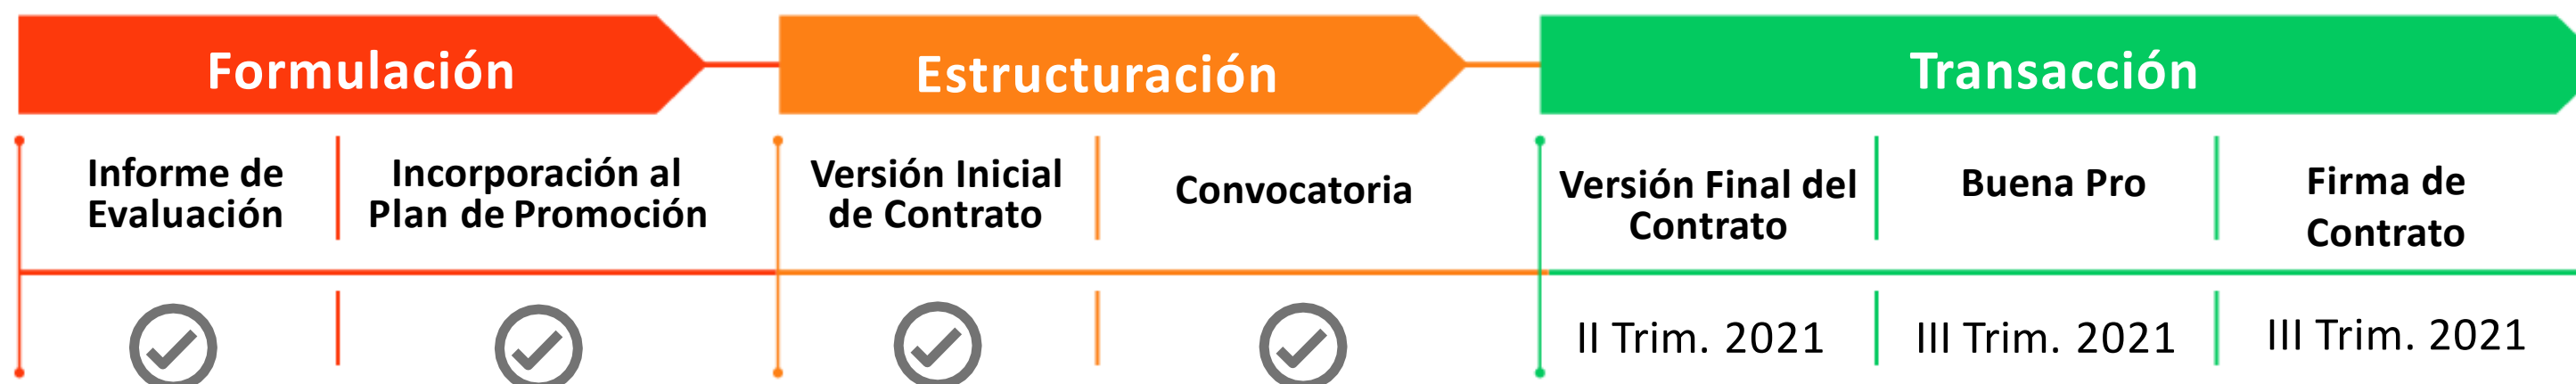 Formulación
Estructuración
Transacción
Informe de
Evaluación
Incorporación al
Plan de Promoción
Versión Inicial
de Contrato
Convocatoria
Versión Final del
Contrato
Buena Pro
Firma de
Contrato
II Trim. 2021
III Trim. 2021
III Trim. 2021